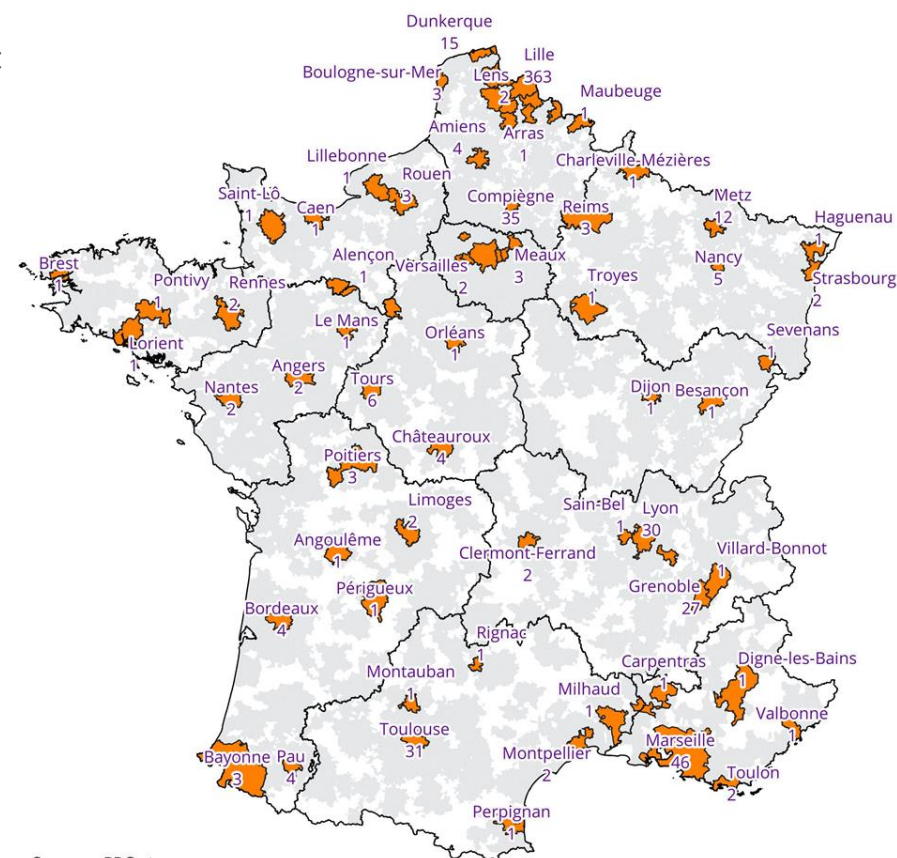 Dunkerque
15
Lille
363
Boulogne-sur-Mer
3
Lens
2
Maubeuge
1
Amiens
4
Arras
1
Lillebonne
1
Charleville-Mézières
1
Rouen
3
Saint-Lô
1
Caen
1
Compiègne
35
Reims
3
Metz
12
Haguenau
1
Brest
1
Pontivy
1
Rennes
2
Alençon
1
Versailles
2
Meaux
3
Nancy
5
Troyes
1
Strasbourg
2
Lorient
1
Le Mans
1
Orléans
1
Sevenans
1
Angers
2
Nantes
2
Tours
6
Dijon
1
Besançon
1
Châteauroux
4
Poitiers
3
Limoges
2
Sain-Bel
1
Lyon
30
Angoulême
1
Clermont-Ferrand
2
Villard-Bonnot
1
Périgueux
1
Grenoble
27
Bordeaux
4
Rignac
1
Montauban
1
Carpentras
1
Digne-les-Bains
1
Milhaud
1
Valbonne
1
Toulouse
31
Marseille
46
Montpellier
2
Bayonne
3
Pau
4
Toulon
2
Perpignan
1